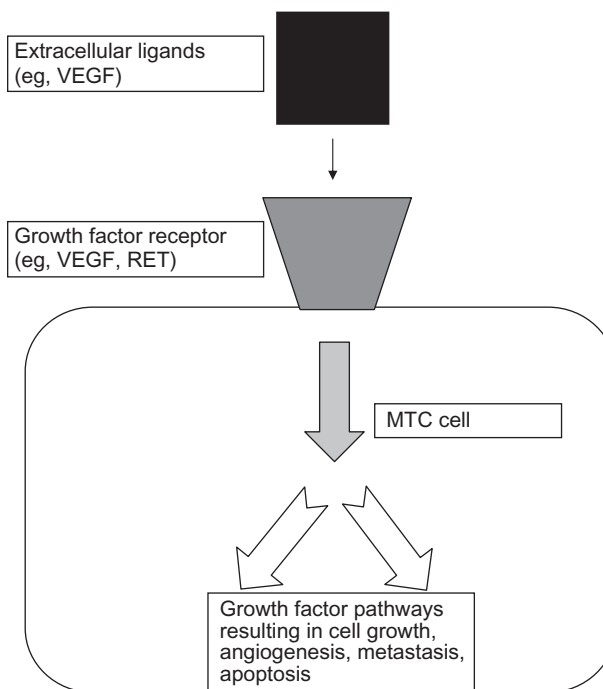 Extracellular ligands
(eg, VEGF)
Growth factor receptor
(eg, VEGF, RET)
MTC cell
Growth factor pathways
resulting in cell growth,
angiogenesis, metastasis,
apoptosis